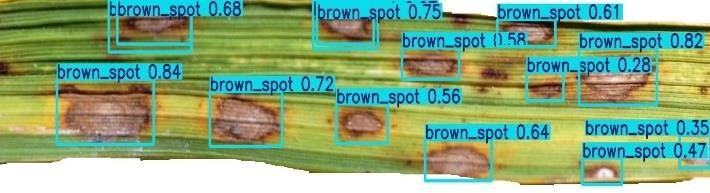 brown_spot 0.68
brown_spot 0.75
brown_spot 0.61
brown_spot 0.58
brown_spot 0.82
brown_spot 0.28
brown_spot 0.84
brown_spot 0.72
brown_spot 0.56
brown_spot 0.64
brown_spot 0.35
brown_spot 0.47